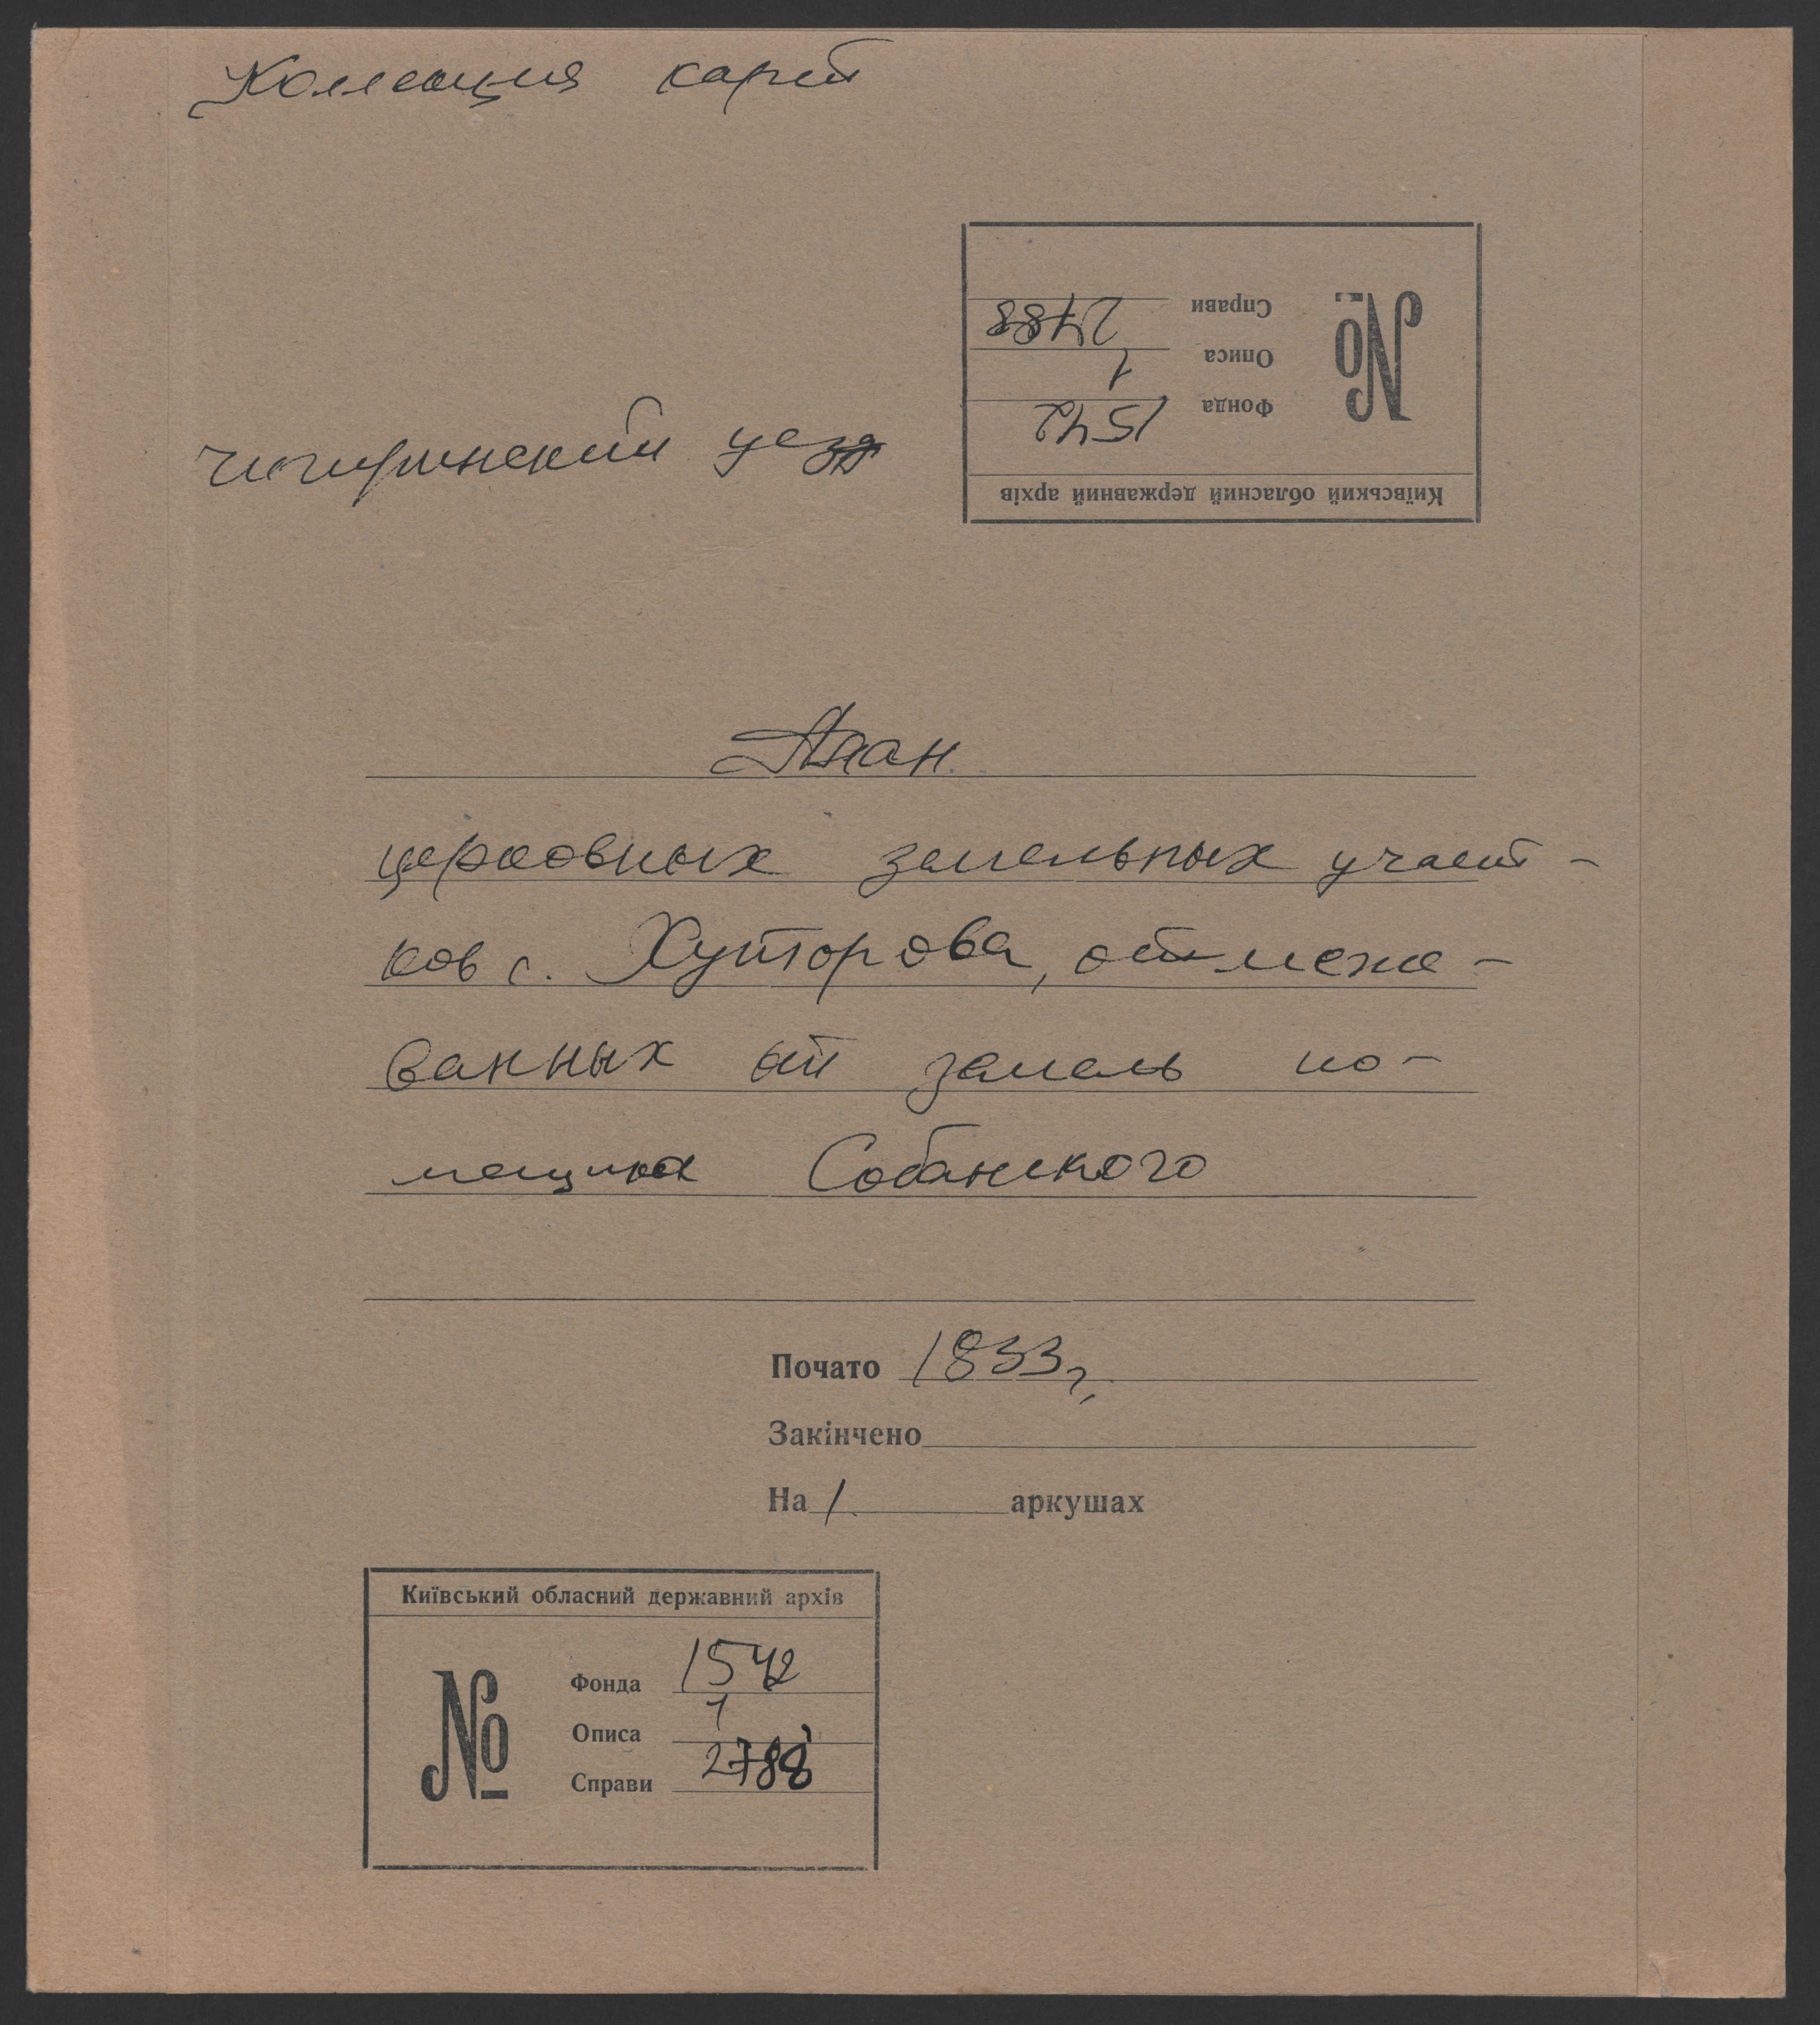 Коллекция карт
Київський обласний державний архів
№
Фонда 1542
Описа 1
Справи 2788
Чигиринский уезд
План
церковных земельных участ-
ков с. Хуторова, отмеже-
ванных от земель по-
мещика Собанского
Почато 1833 г.
Закінчено
На 1 аркушах
Київський обласний державний архів
№
Фонда 1542
Описа 1
Справи 2788